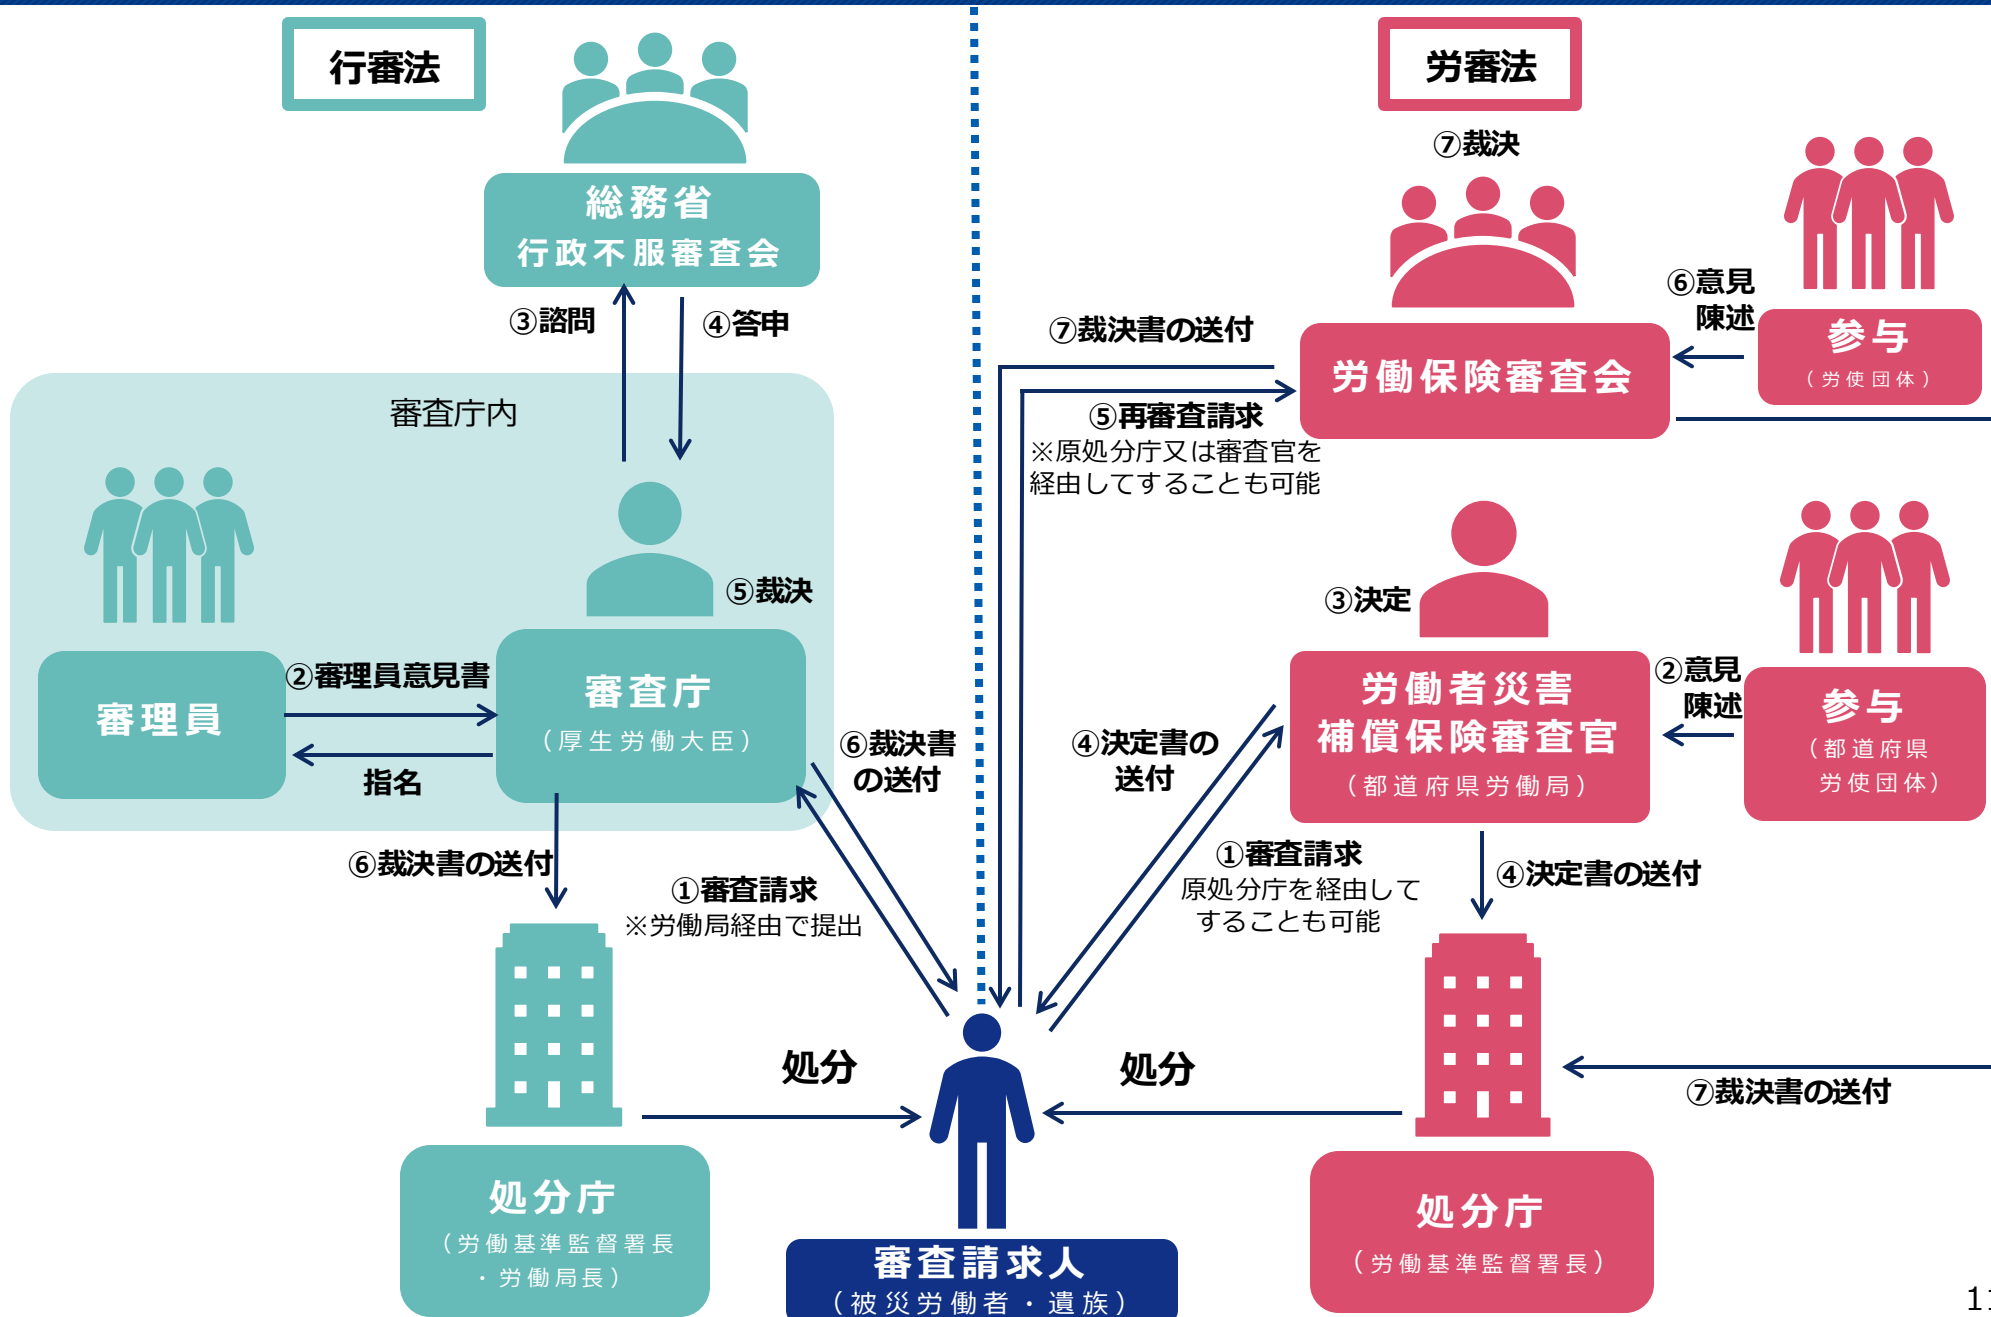 行審法
総務省
行政不服審査会
③諮問
④答申
審査庁内
⑤裁決
審理員
②審理員意見書
指名
審査庁
（厚生労働大臣）
⑥裁決書
の送付
⑥裁決書の送付
①審査請求
※労働局経由で提出
処分
処分庁
（労働基準監督署長
・労働局長）
審査請求人
（被災労働者・遺族）
労審法
⑦裁決
労働保険審査会
⑥意見
陳述
参与
（労使団体）
⑦裁決書の送付
⑤再審査請求
※原処分庁又は審査官を
経由してすることも可能
③決定
労働者災害
補償保険審査官
（都道府県労働局）
②意見
陳述
参与
（都道府県
労使団体）
④決定書の
送付
①審査請求
原処分庁を経由して
することも可能
④決定書の送付
処分
⑦裁決書の送付
処分庁
（労働基準監督署長）